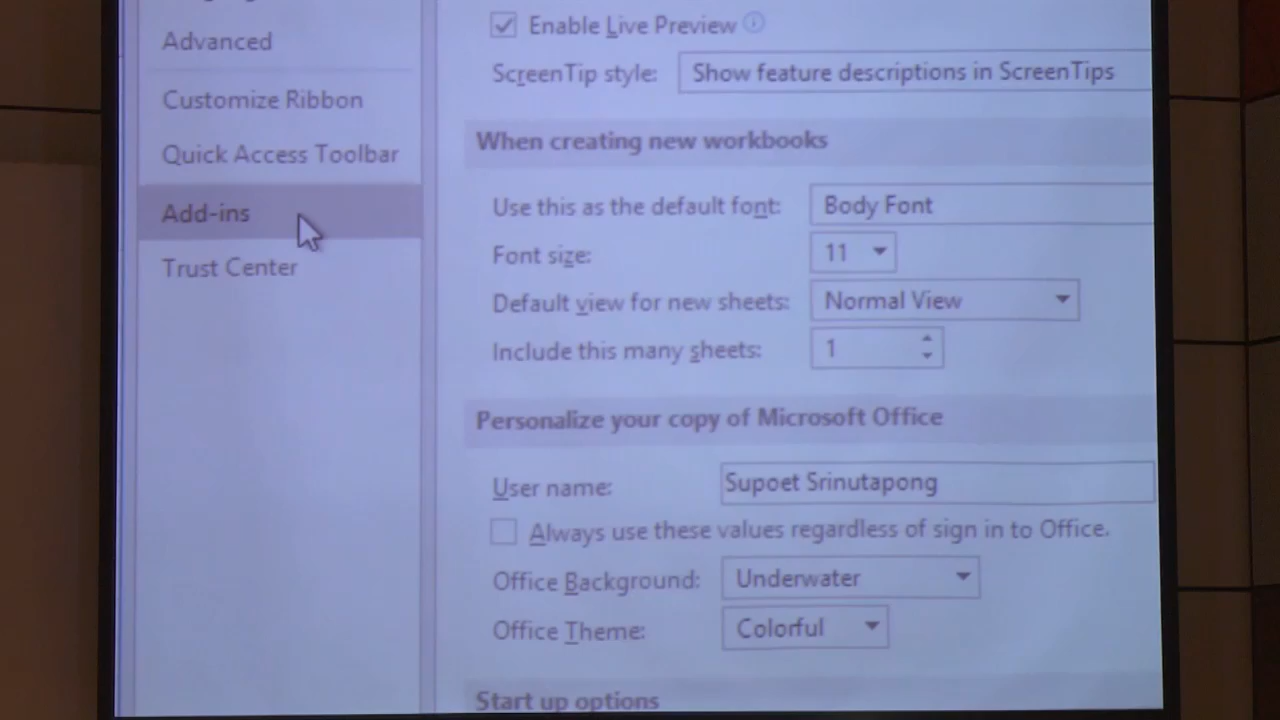 Advanced
Customize Ribbon
Quick Access Toolbar
Add-ins
Trust Center
Enable Live Preview
ScreenTip style: Show feature descriptions in ScreenTips
When creating new workbooks
Use this as the default font: Body Font
Font size: 11
Default view for new sheets: Normal View
Include this many sheets: 1
Personalize your copy of Microsoft Office
User name: Supoet Srinutapong
Always use these values regardless of sign in to Office.
Office Background: Underwater
Office Theme: Colorful
Start up options